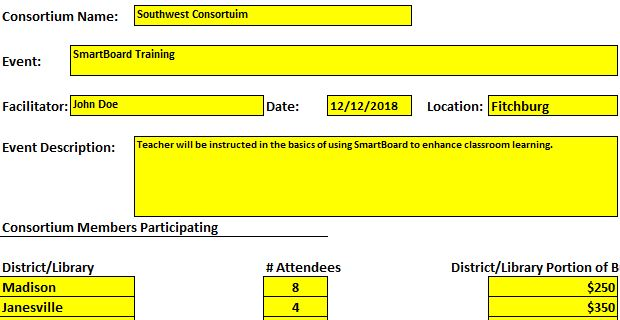 Consortium Name: Southwest Consortuim
Event: SmartBoard Training
Facilitator: John Doe Date: 12/12/2018 Location: Fitchburg
Event Description: Teacher will be instructed in the basics of using SmartBoard to enhance classroom learning.
Consortium Members Participating
District/Library # Attendees District/Library Portion of B
Madison 8 $250
Janesville 4 $350